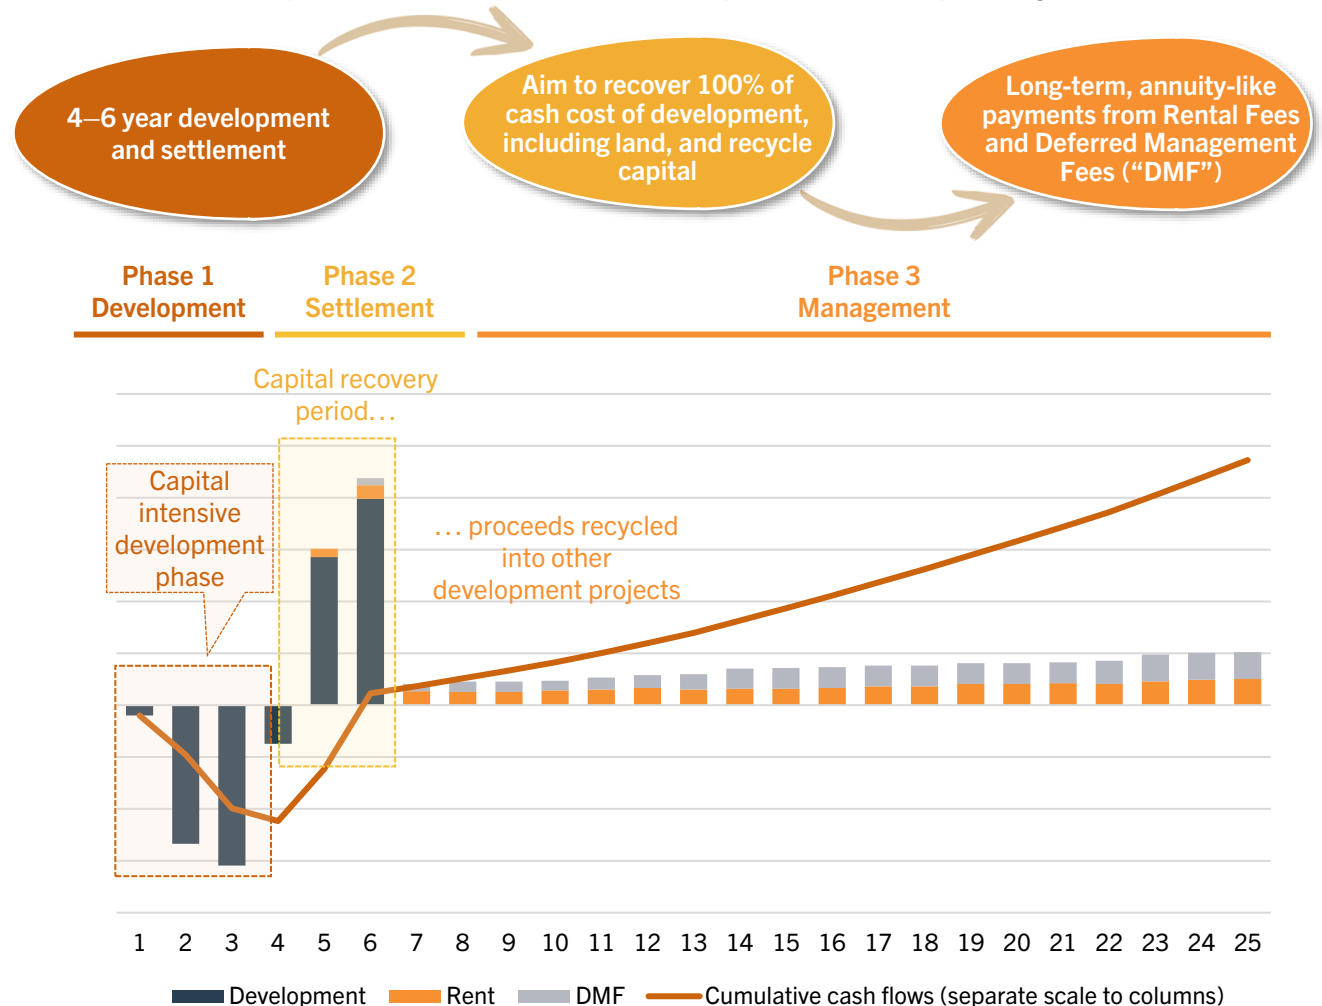 4–6 year development
and settlement
Aim to recover 100% of
cash cost of development,
including land, and recycle
capital
Long-term, annuity-like
payments from Rental Fees
and Deferred Management
Fees (“DMF”)
Phase 1
Development
Phase 2
Settlement
Phase 3
Management
Capital recovery
period…
Capital
intensive
development
phase
… proceeds recycled
into other
development projects
1 2 3 4 5 6 7 8 9 10 11 12 13 14 15 16 17 18 19 20 21 22 23 24 25
Development Rent DMF Cumulative cash flows (separate scale to columns)